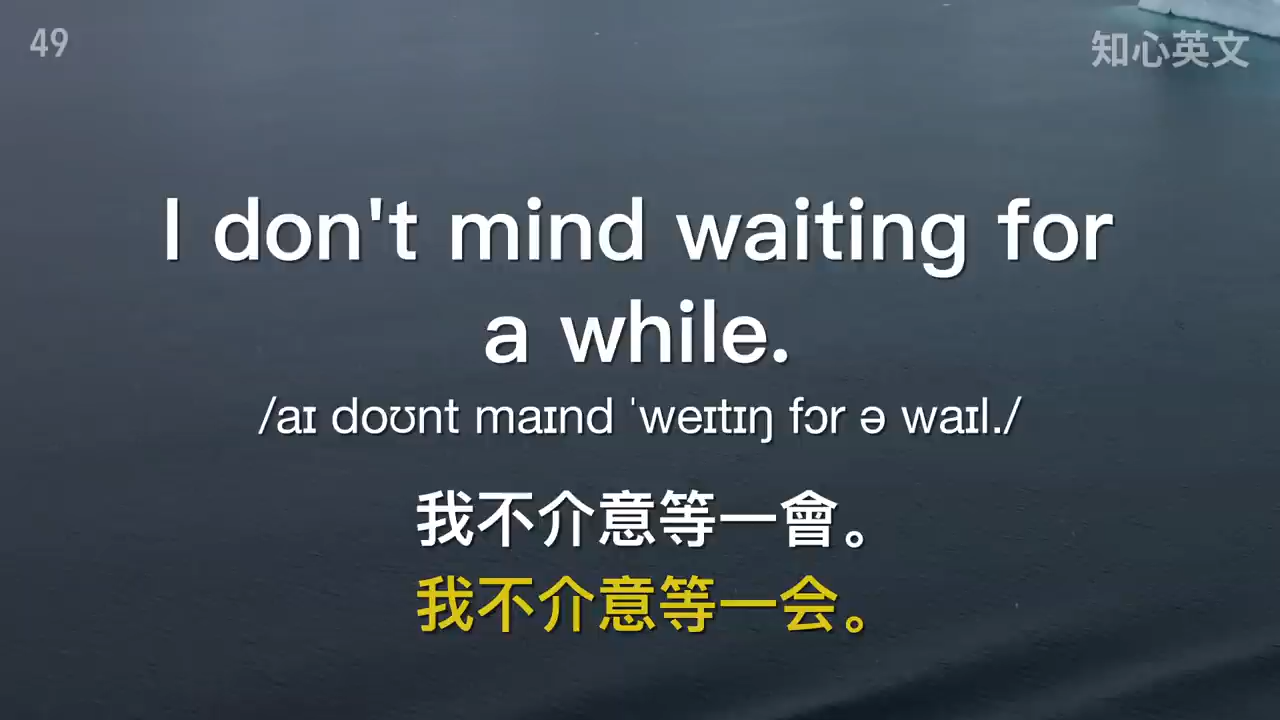 49
知心英文
I don't mind waiting for
a while.
/aɪ doʊnt maɪnd ˈweɪtɪŋ fɔr ə waɪl./
我不介意等一會。
我不介意等一会。